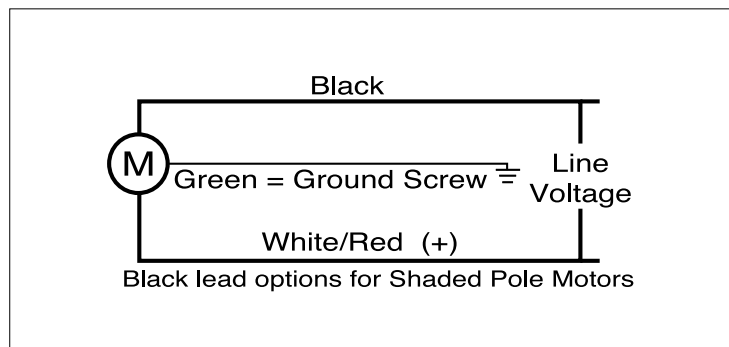 Black
M
Green = Ground Screw
Line
Voltage
White/Red (+)
Black lead options for Shaded Pole Motors